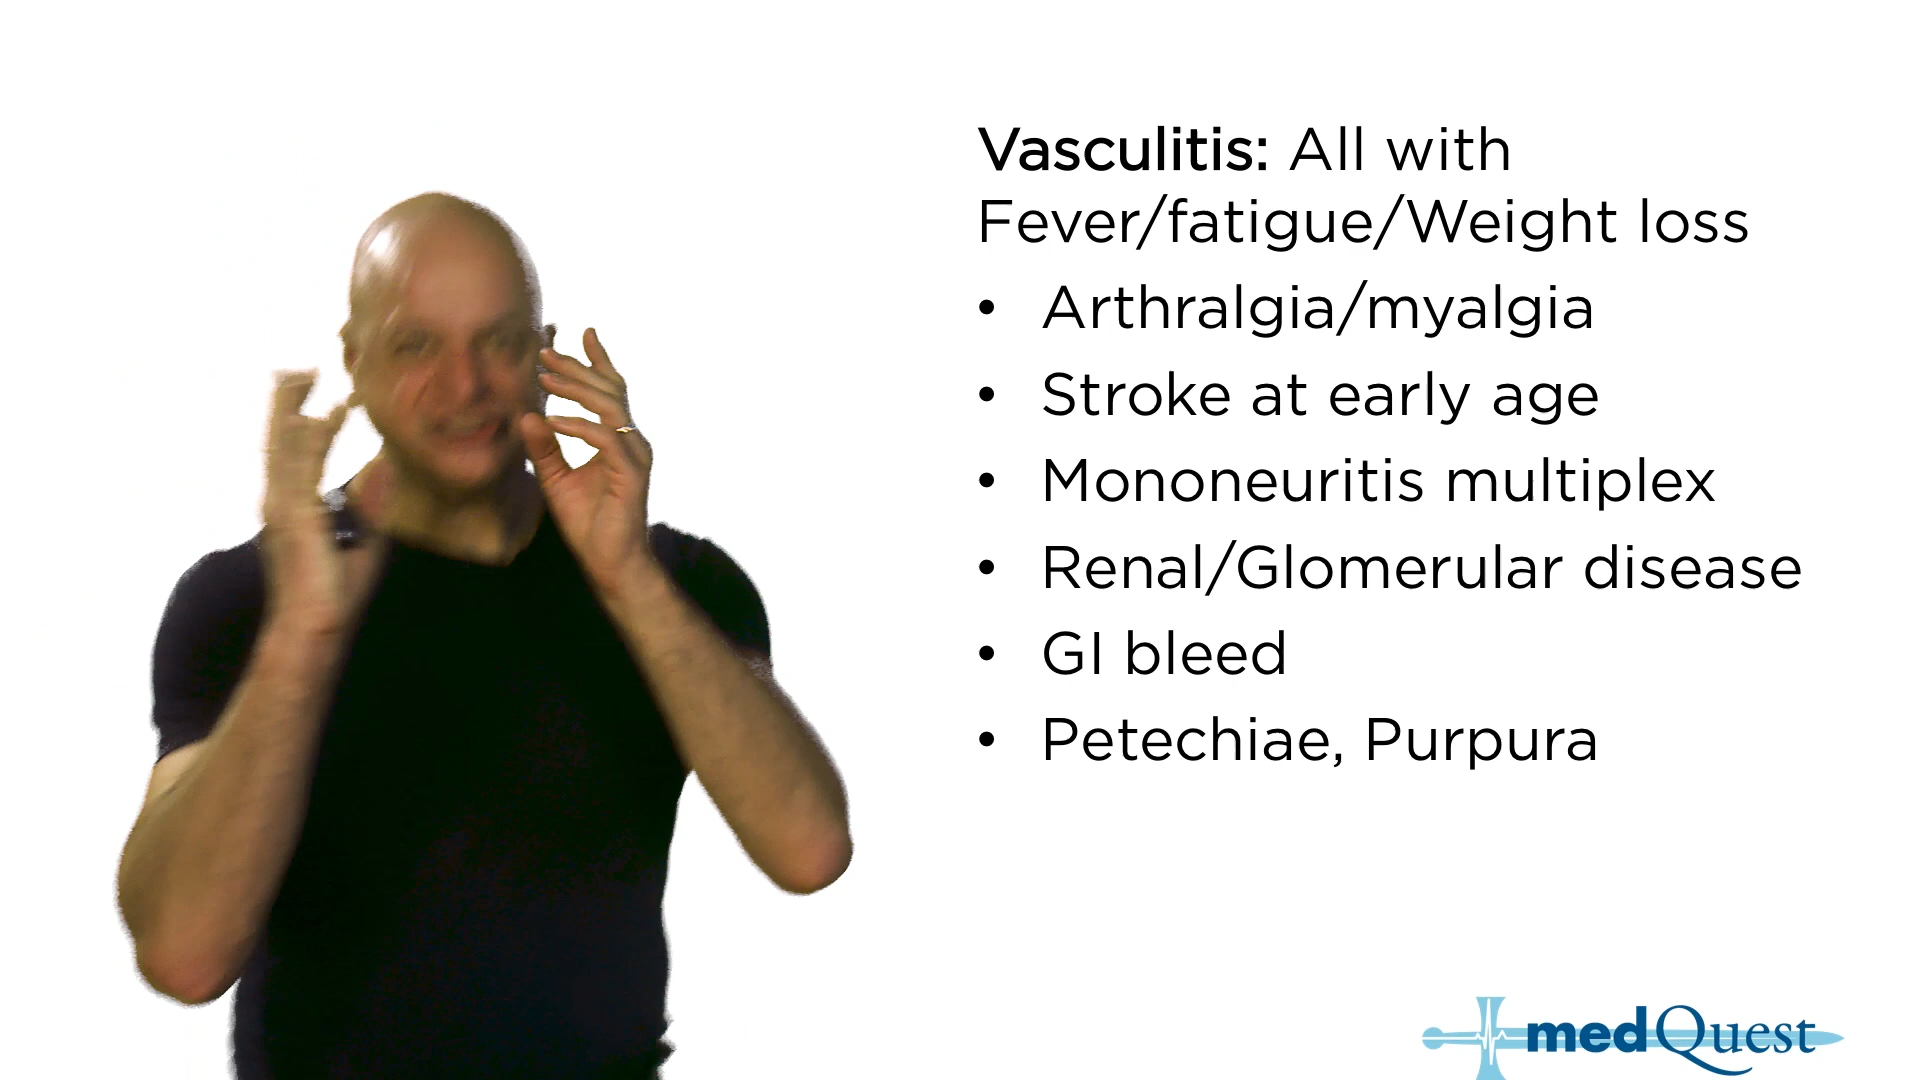 Vasculitis: All with
Fever/fatigue/Weight loss
• Arthralgia/myalgia
• Stroke at early age
• Mononeuritis multiplex
• Renal/Glomerular disease
• GI bleed
• Petechiae, Purpura
medQuest